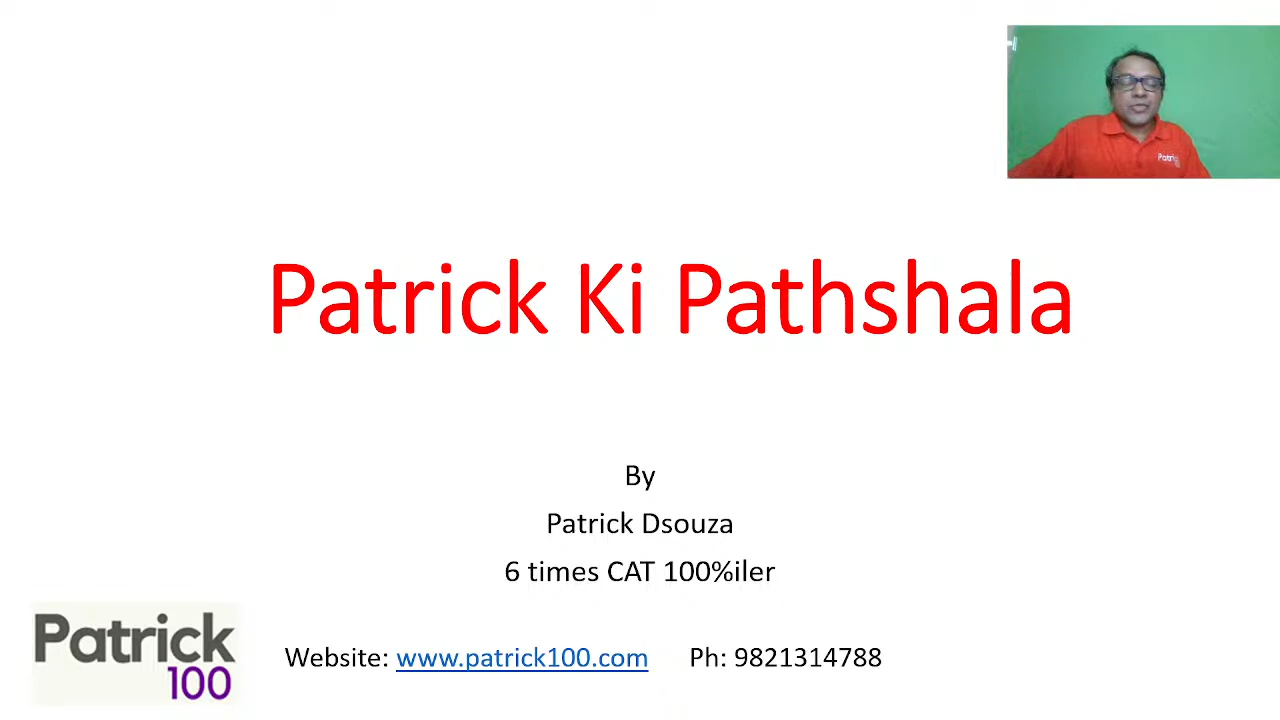 Patrick Ki Pathshala
By
Patrick Dsouza
6 times CAT 100%iler
Patrick
100
Website: www.patrick100.com Ph: 9821314788